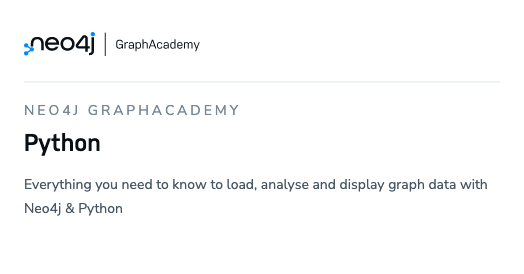 neo4j | GraphAcademy
NEO4J GRAPHACADEMY
Python
Everything you need to know to load, analyse and display graph data with
Neo4j & Python